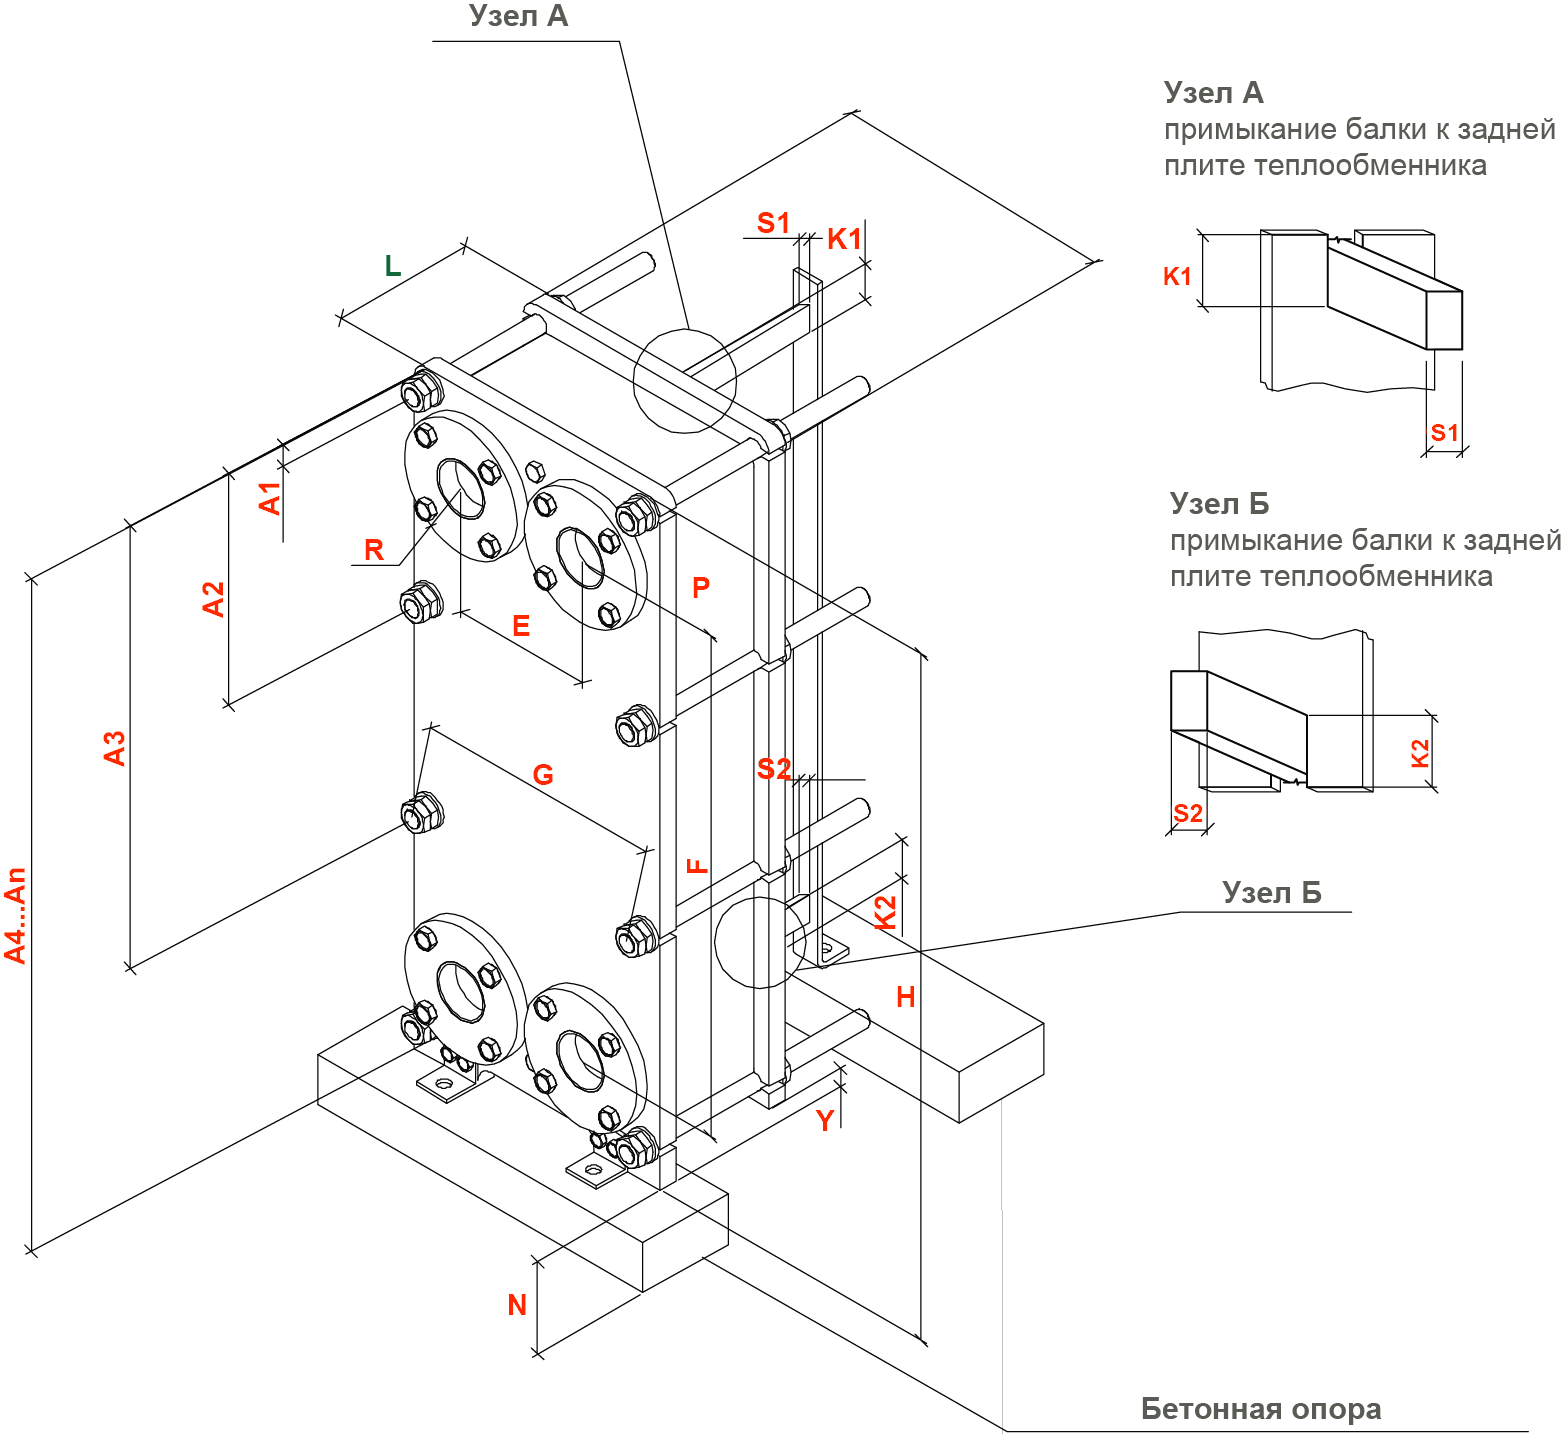 Узел А
Узел А
примыкание балки к задней
плите теплообменника
S1
K1
L
K1
S1
A1
Узел Б
примыкание балки к задней
плите теплообменника
R
P
A2
E
A3
G
S2
K2
S2
F
Узел Б
A4...An
K2
H
Y
N
Бетонная опора